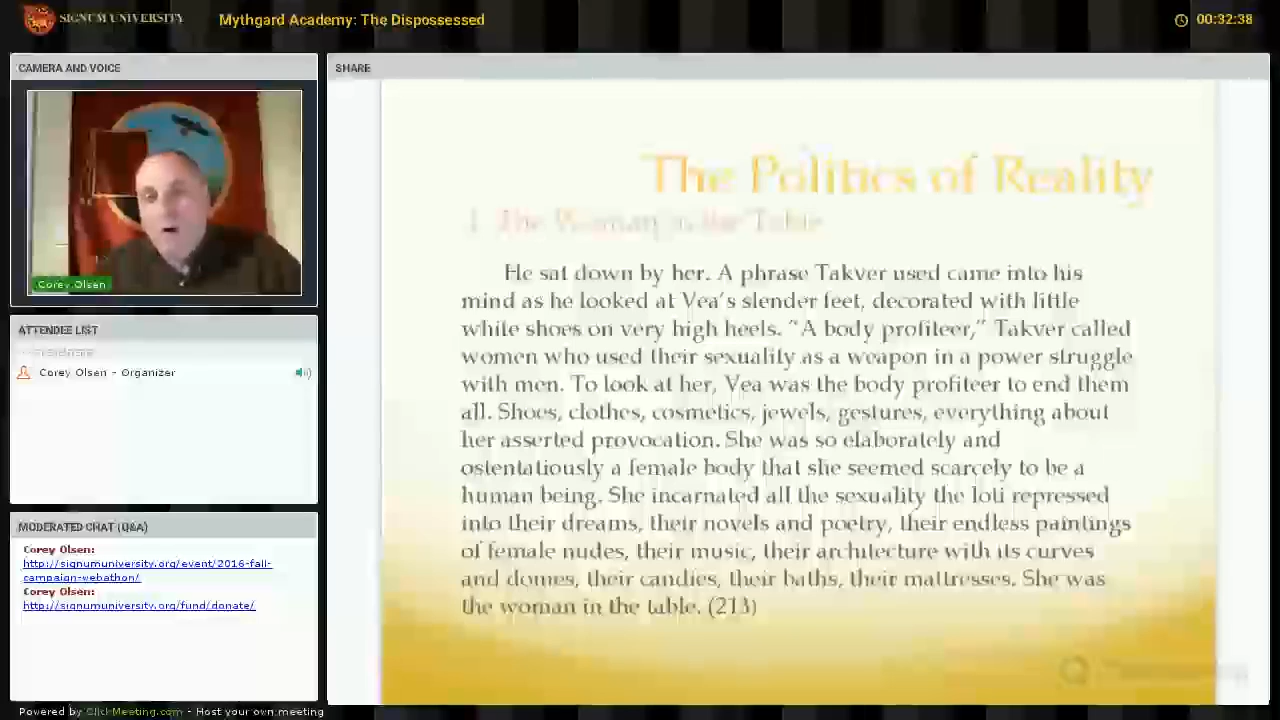 SIGNUM UNIVERSITY
Mythgard Academy: The Dispossessed
00:32:38
CAMERA AND VOICE
SHARE
Corey Olsen
ATTENDEE LIST
Corey Olsen - Organizer
MODERATED CHAT (Q&A)
Corey Olsen:
http://signumuniversity.org/event/2016-fall-
campaign-webathon/
Corey Olsen:
http://signumuniversity.org/fund/donate/
The Politics of Reality
1. The Woman in the Table
He sat down by her. A phrase Takver used came into his
mind as he looked at Vea's slender feet, decorated with little
white shoes on very high heels. "A body profiteer," Takver called
women who used their sexuality as a weapon in a power struggle
with men. To look at her, Vea was the body profiteer to end them
all. Shoes, clothes, cosmetics, jewels, gestures, everything about
her asserted provocation. She was so elaborately and
ostentatiously a female body that she seemed scarcely to be a
human being. She incarnated all the sexuality the Ioti repressed
into their dreams, their novels and poetry, their endless paintings
of female nudes, their music, their architecture with its curves
and domes, their candies, their baths, their mattresses. She was
the woman in the table. (213)
Powered by ClickMeeting.com - Host your own meeting